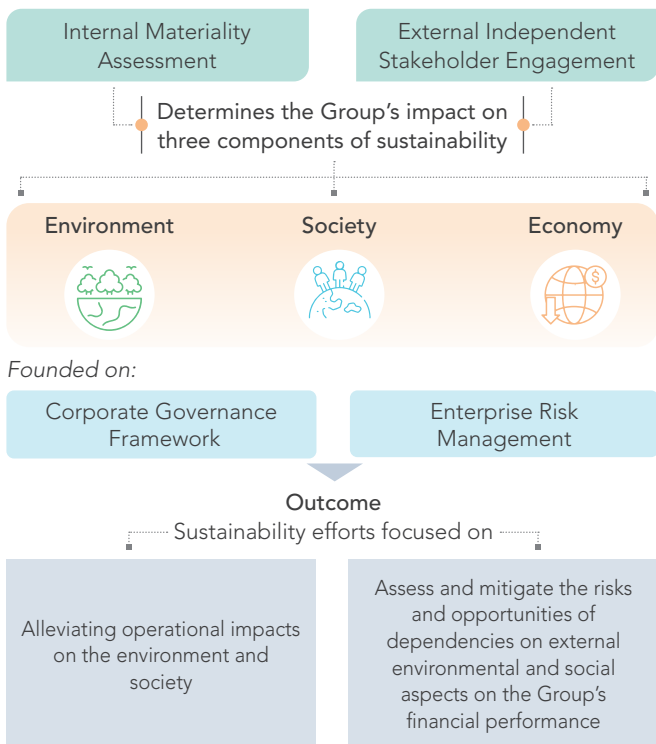 Internal Materiality
Assessment
External Independent
Stakeholder Engagement
Determines the Group's impact on
three components of sustainability
Environment
Society
Economy
$
Founded on:
Corporate Governance
Framework
Enterprise Risk
Management
Outcome
Sustainability efforts focused on
Alleviating operational impacts
on the environment and
society
Assess and mitigate the risks
and opportunities of
dependencies on external
environmental and social
aspects on the Group's
financial performance